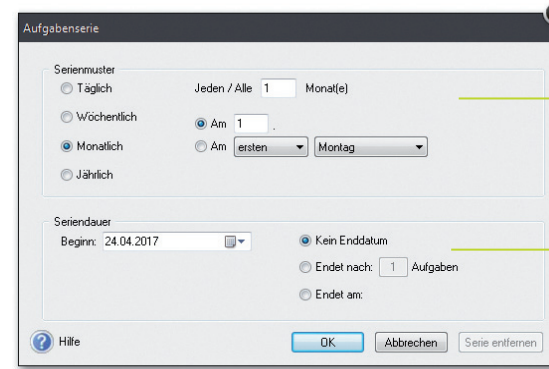 Aufgabenserie
Serienmuster
Täglich
Jeden / Alle 1 Monat(e)
Wöchentlich
Am 1 .
Monatlich
Am ersten Montag
Jährlich
Seriendauer
Beginn: 24.04.2017
Kein Enddatum
Endet nach: 1 Aufgaben
Endet am:
Hilfe
OK
Abbrechen
Serie entfernen